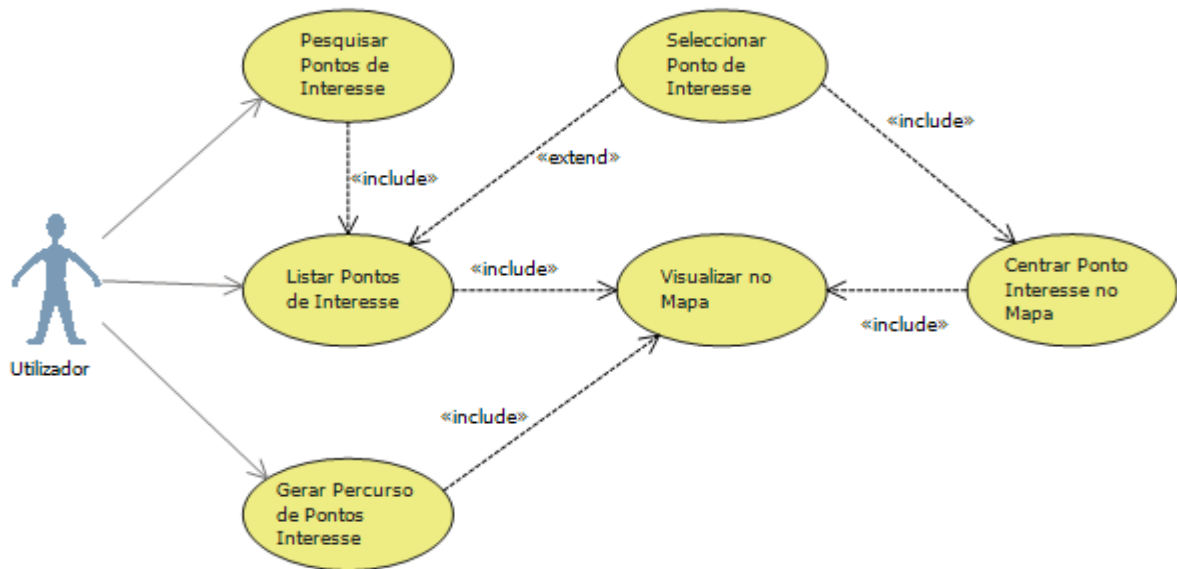 Pesquisar
Pontos de
Interesse
Seleccionar
Ponto de
Interesse
«include»
«extend»
«include»
Listar Pontos
de Interesse
«include»
Visualizar no
Mapa
Centrar Ponto
Interesse no
Mapa
«include»
Utilizador
«include»
Gerar Percurso
de Pontos
Interesse